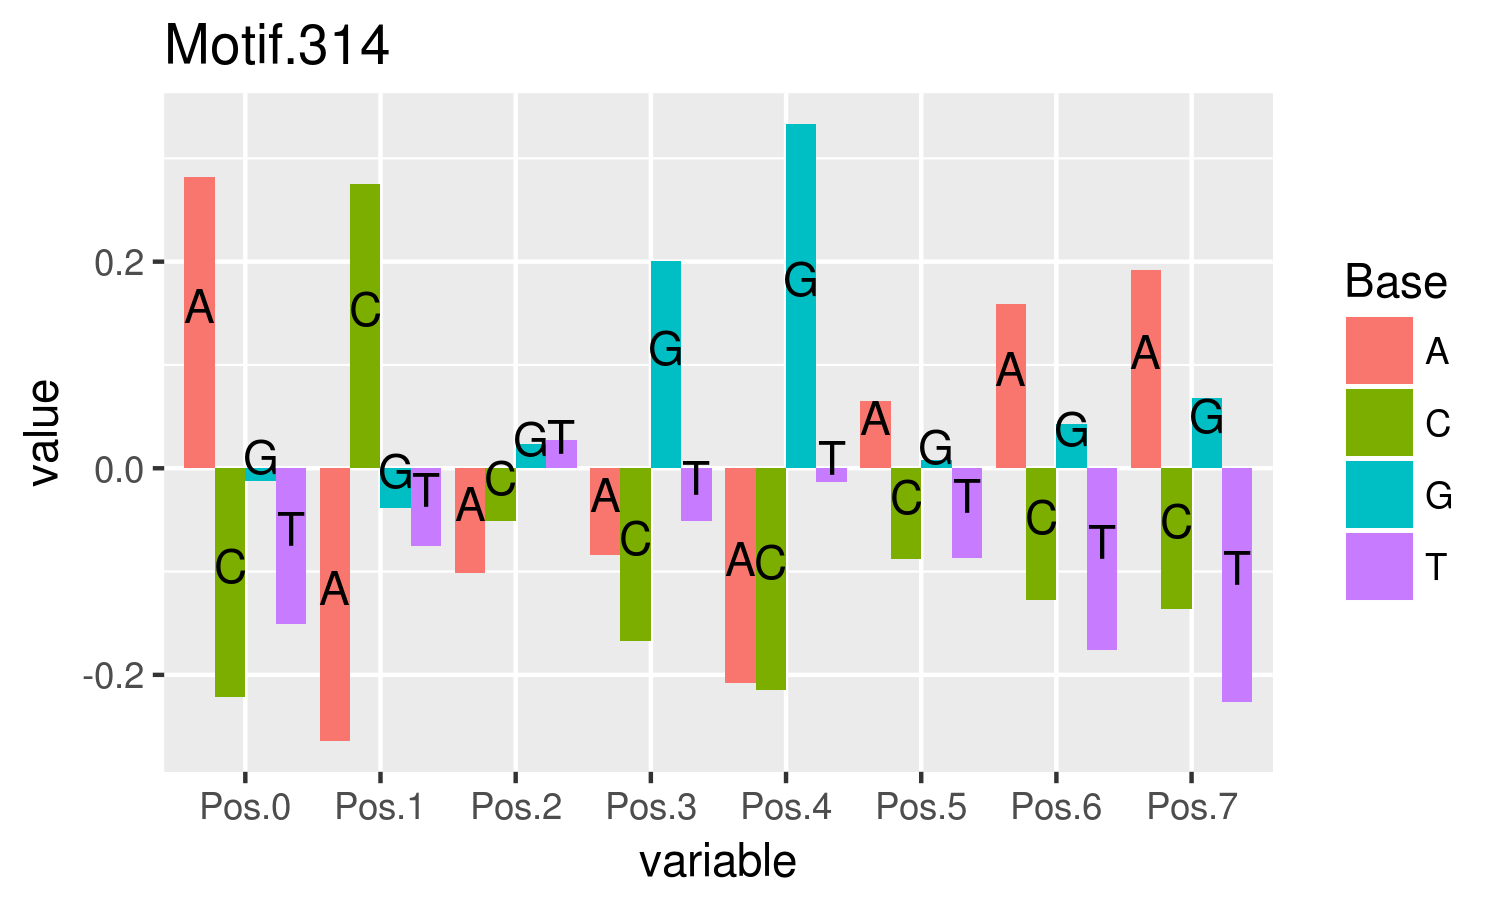 Motif.314
value
0.2
0.0
-0.2
A C G T
A C G T
A C G T
A C G T
A C G T
A C G T
A C G T
A C G T
Pos.0 Pos.1 Pos.2 Pos.3 Pos.4 Pos.5 Pos.6 Pos.7
variable
Base
A
C
G
T